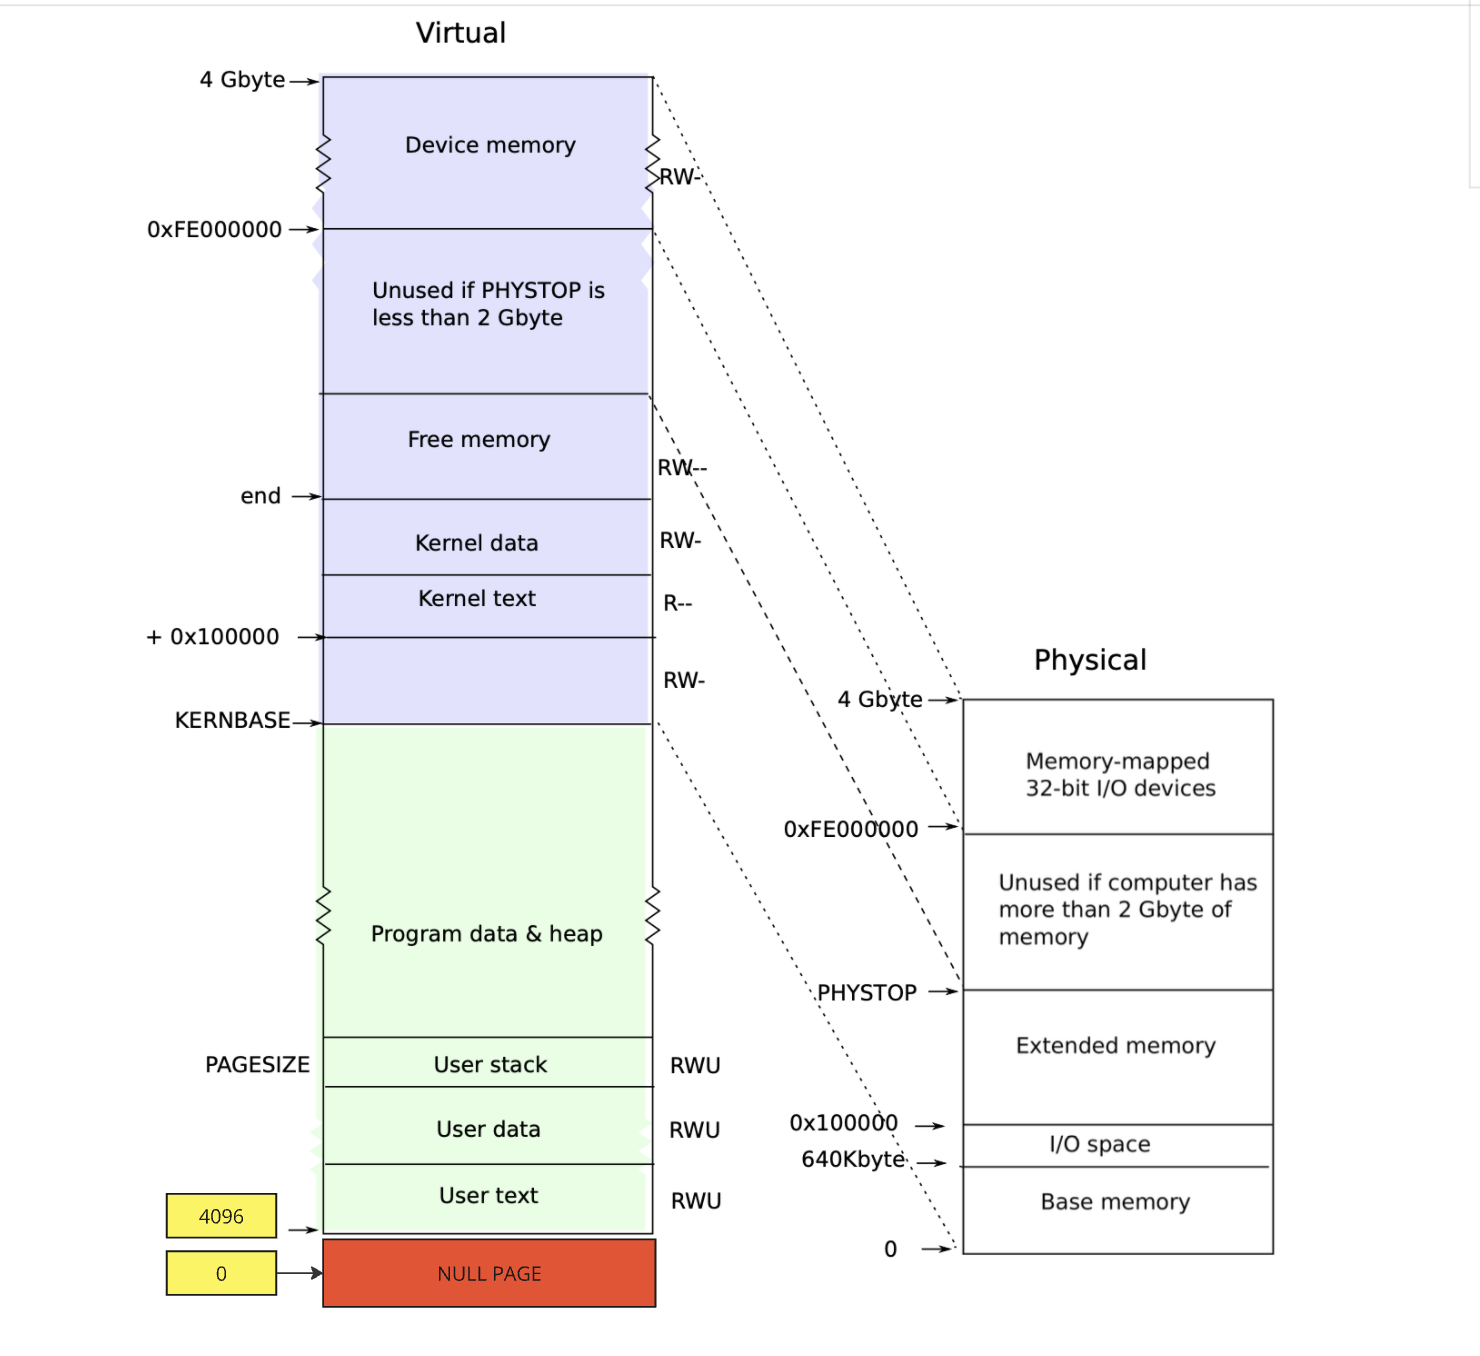 Virtual
4 Gbyte
Device memory
RW-
0xFE000000
Unused if PHYSTOP is
less than 2 Gbyte
Free memory
RW--
end
Kernel data
RW-
Kernel text
R--
+ 0x100000
RW-
KERNBASE
Program data & heap
PAGESIZE
User stack
RWU
User data
RWU
User text
RWU
4096
0
NULL PAGE
Physical
4 Gbyte
Memory-mapped
32-bit I/O devices
0xFE000000
Unused if computer has
more than 2 Gbyte of
memory
PHYSTOP
Extended memory
0x100000
I/O space
640Kbyte
Base memory
0